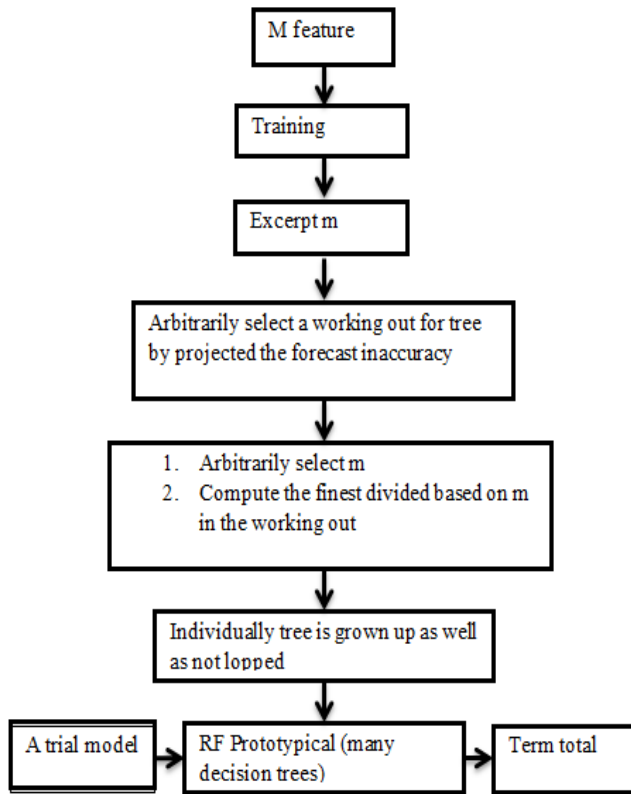 M feature
Training
Excerpt m
Arbitrarily select a working out for tree
by projected the forecast inaccuracy
1. Arbitrarily select m
2. Compute the finest divided based on m
in the working out
Individually tree is grown up as well
as not lopped
A trial model
RF Prototypical (many
decision trees)
Term total